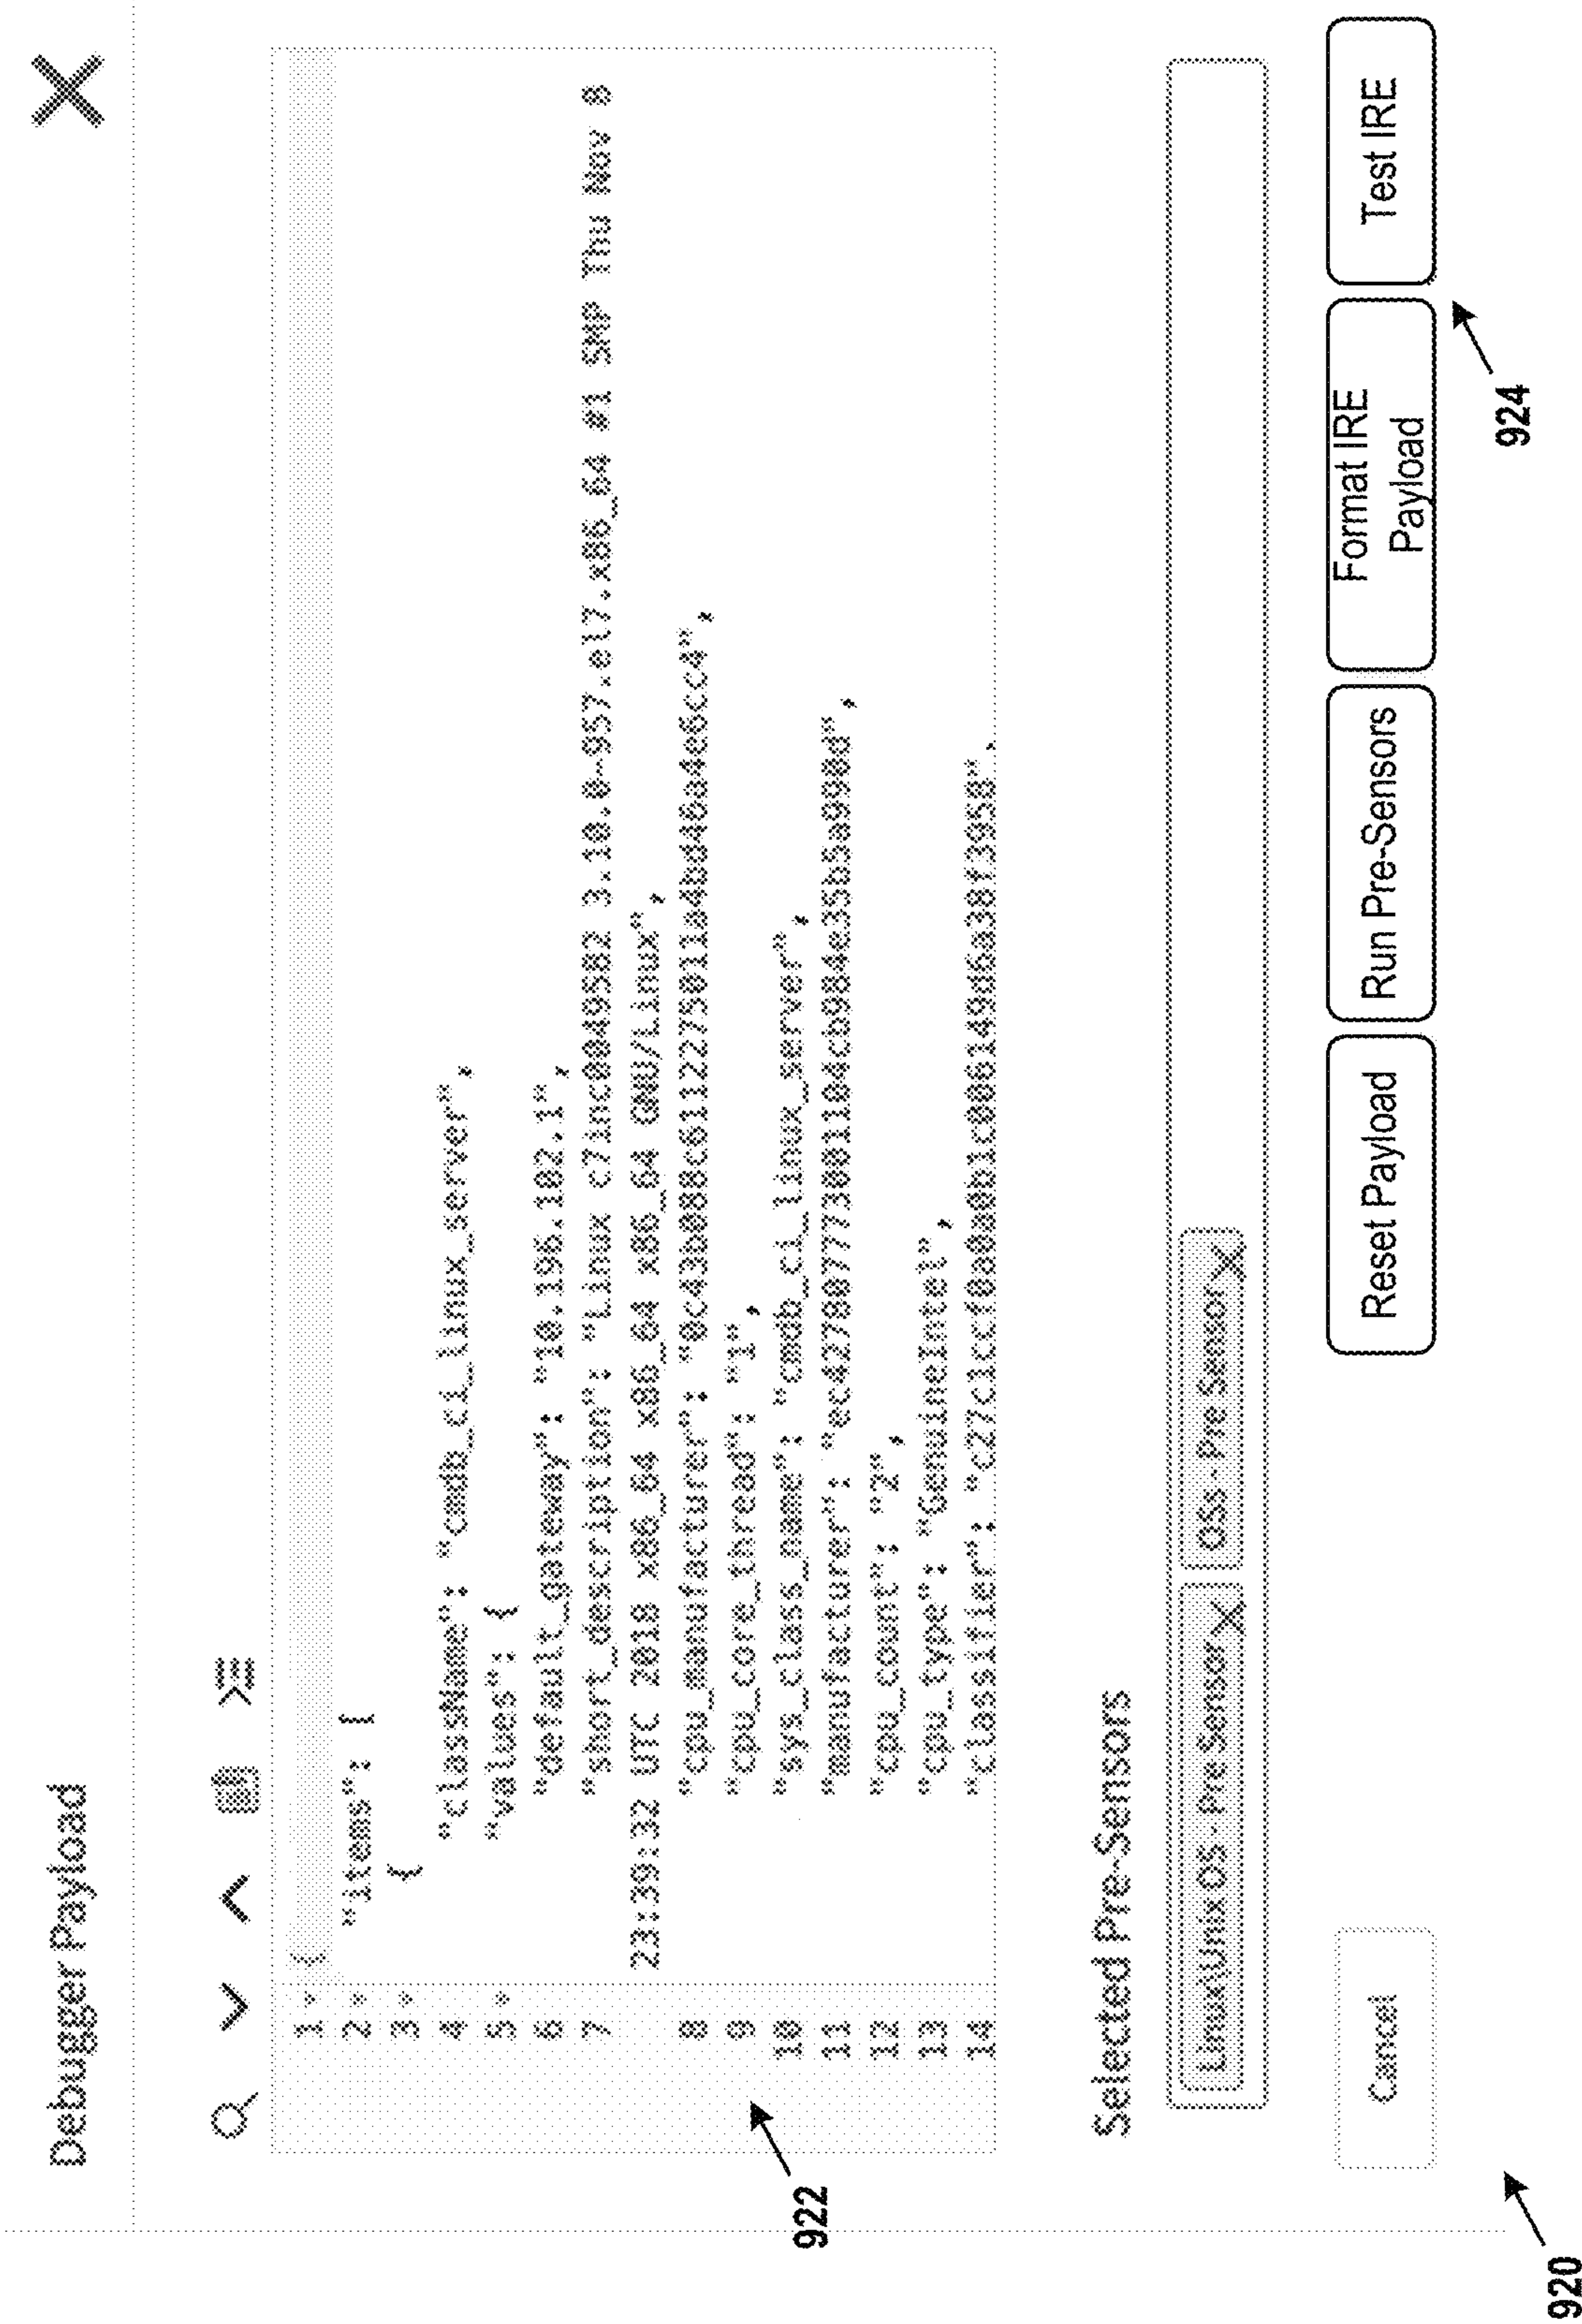 Debugger Payload
1 {
2 "items": [
3 {
4 "className": "cmdb_ci_linux_server",
5 "values": {
6 "default_gateway": "10.196.102.1",
7 "short_description": "Linux c7inc0049582 3.10.0-957.el7.x86_64 #1 SMP Thu Nov 8
23:39:32 UTC 2018 x86_64 x86_64 x86_64 GNU/Linux",
8 "cpu_manufacturer": "0c43b088c6112275011a4bd46a4e6cc4",
9 "cpu_core_thread": "1",
10 "sys_class_name": "cmdb_ci_linux_server",
11 "manufacturer":
12 "cpu_count": "2",
13 "cpu_type": "GenuineIntel",
14 "classifier":
922
Selected Pre-Sensors
Linux\Unix OS - Pre Sensor X OSs - Pre Sensor X
Cancel Reset Payload Run Pre-Sensors Format IRE Payload Test IRE
924
920